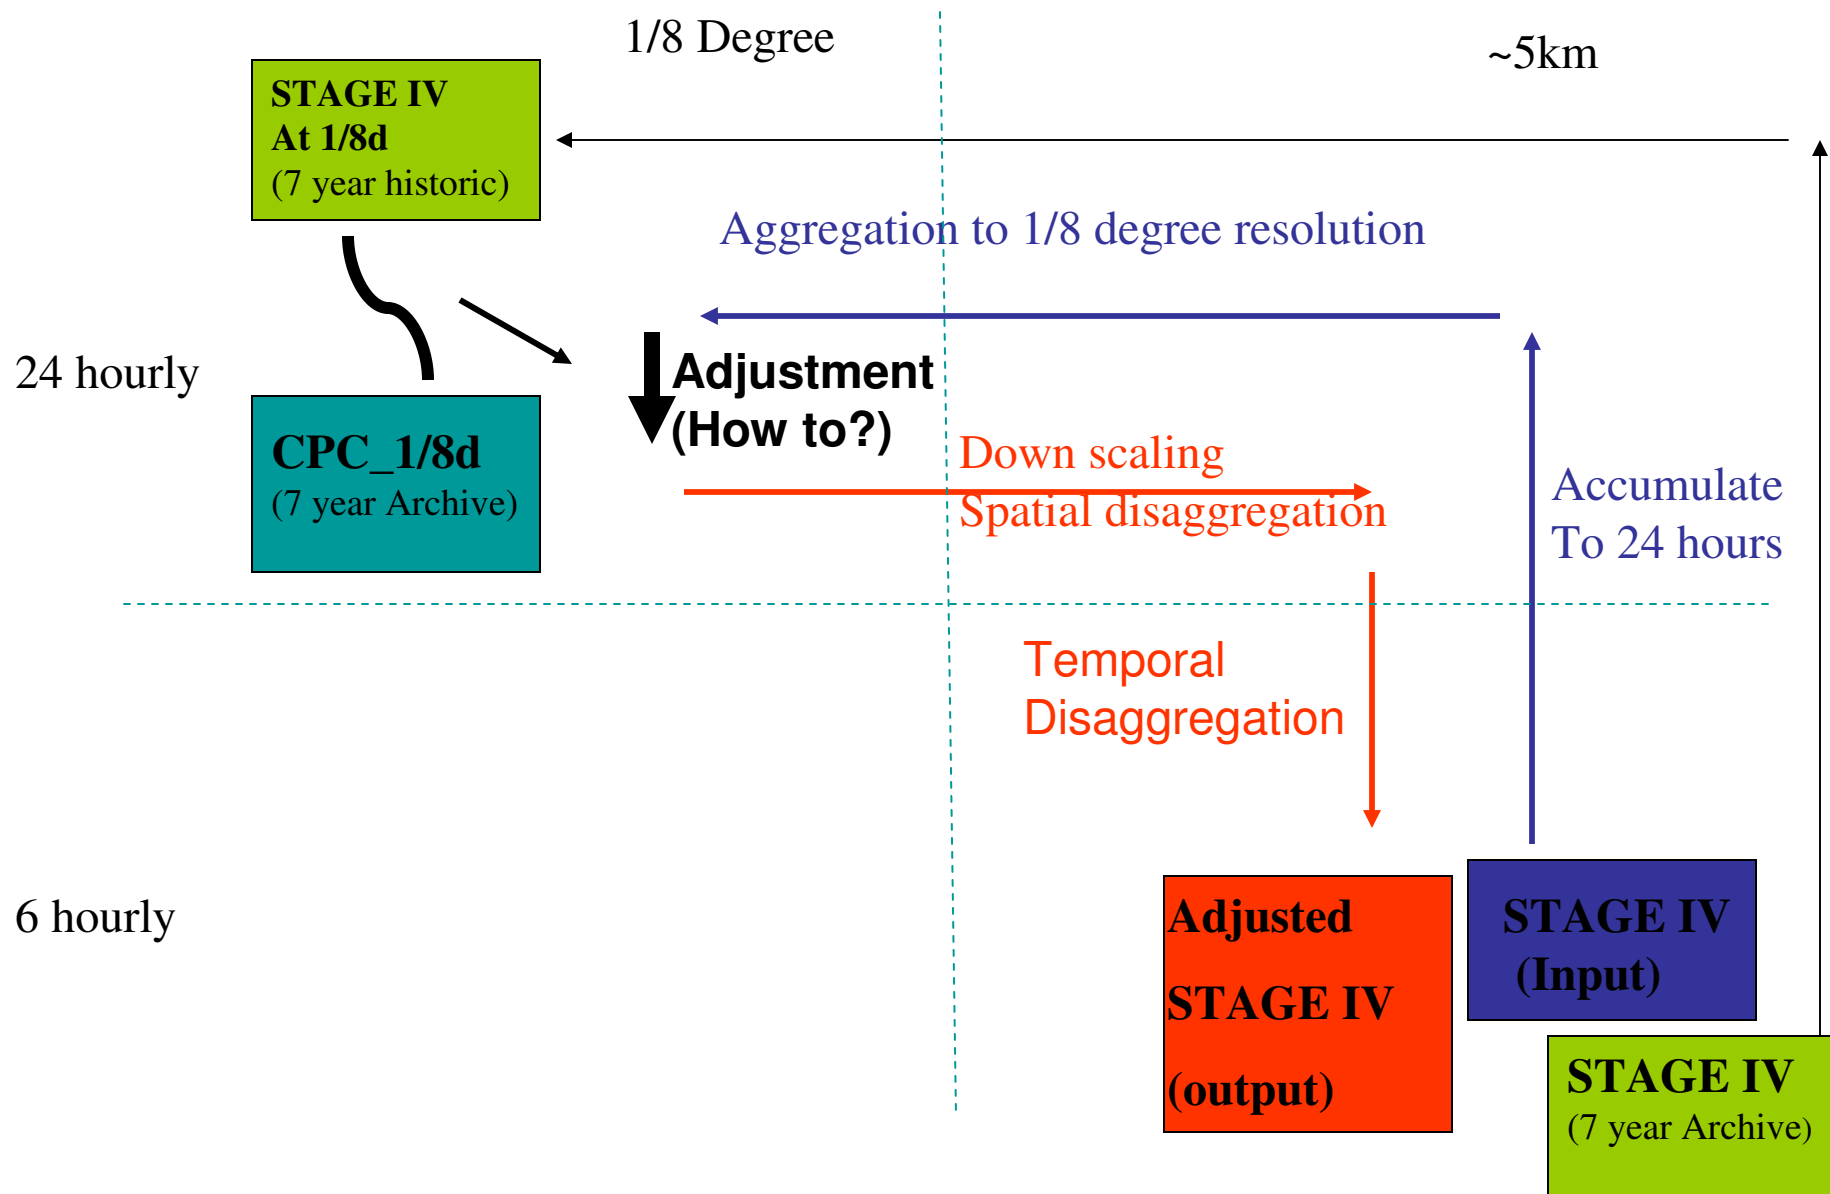 1/8 Degree
~5km
STAGE IV
At 1/8d
(7 year historic)
Aggregation to 1/8 degree resolution
24 hourly
Adjustment
(How to?)
CPC_1/8d
(7 year Archive)
Down scaling
Spatial disaggregation
Accumulate
To 24 hours
Temporal
Disaggregation
6 hourly
Adjusted
STAGE IV
(output)
STAGE IV
(Input)
STAGE IV
(7 year Archive)